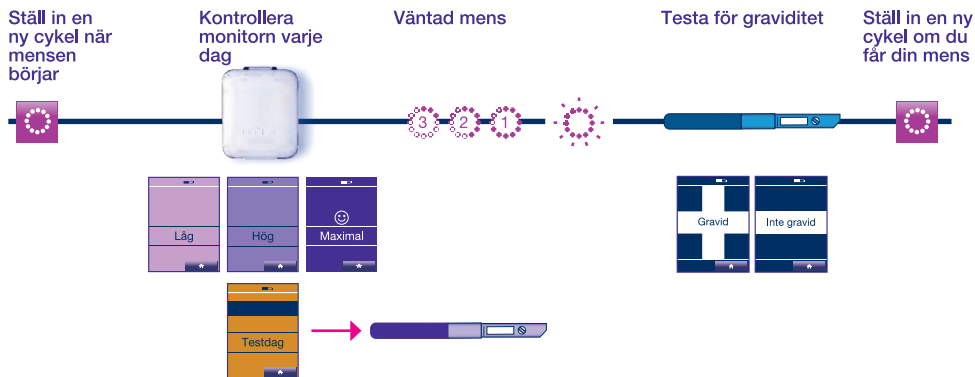 Ställ in en
ny cykel när
mensen
börjar
Kontrollera
monitorn varje
dag
Väntad mens
Testa för graviditet
Ställ in en ny
cykel om du
får din mens
3 2 1
Låg
Hög
Maximal
Gravid
Inte gravid
Testdag